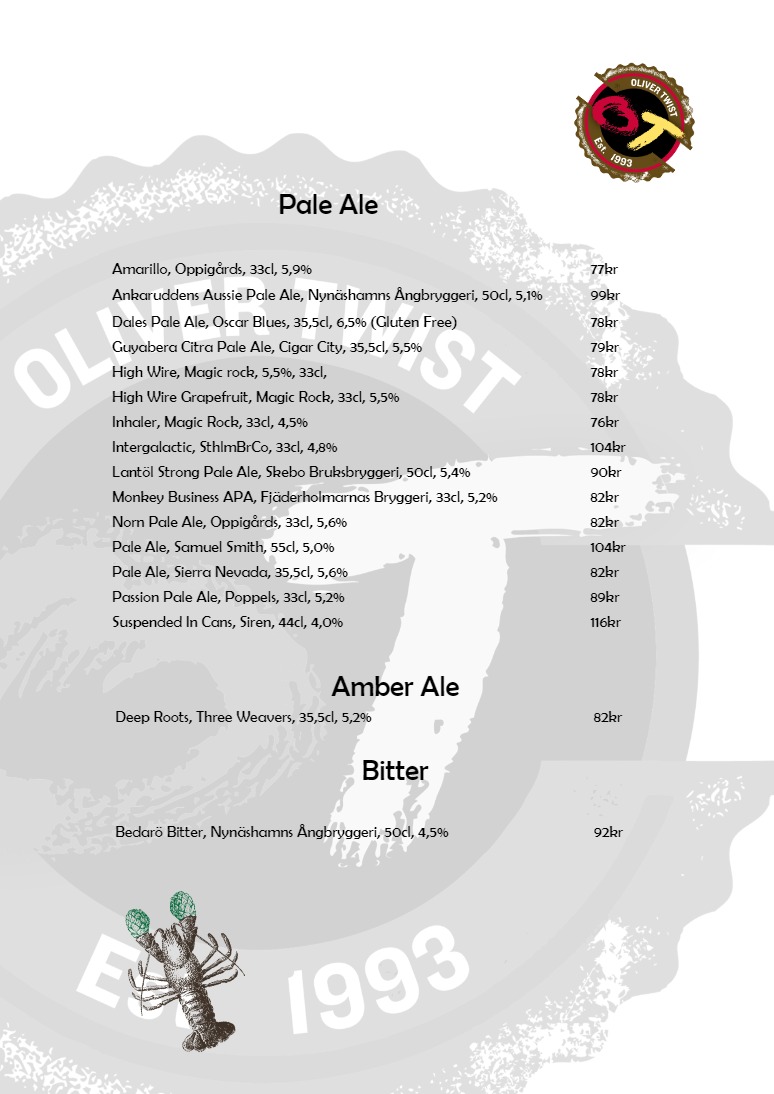 OLIVER TWIST
OT
Est. 1993
Pale Ale
Amarillo, Oppigårds, 33cl, 5,9% 77kr
Ankaruddens Aussie Pale Ale, Nynäshamns Ångbryggeri, 50cl, 5,1% 99kr
Dales Pale Ale, Oscar Blues, 35,5cl, 6,5% (Gluten Free) 78kr
Guyabera Citra Pale Ale, Cigar City, 35,5cl, 5,5% 79kr
High Wire, Magic rock, 5,5%, 33cl, 78kr
High Wire Grapefruit, Magic Rock, 33cl, 5,5% 78kr
Inhaler, Magic Rock, 33cl, 4,5% 76kr
Intergalactic, SthlmBrCo, 33cl, 4,8% 104kr
Lantöl Strong Pale Ale, Skebo Bruksbryggeri, 50cl, 5,4% 90kr
Monkey Business APA, Fjäderholmarnas Bryggeri, 33cl, 5,2% 82kr
Norn Pale Ale, Oppigårds, 33cl, 5,6% 82kr
Pale Ale, Samuel Smith, 55cl, 5,0% 104kr
Pale Ale, Sierra Nevada, 35,5cl, 5,6% 82kr
Passion Pale Ale, Poppels, 33cl, 5,2% 89kr
Suspended In Cans, Siren, 44cl, 4,0% 116kr
Amber Ale
Deep Roots, Three Weavers, 35,5cl, 5,2% 82kr
Bitter
Bedarö Bitter, Nynäshamns Ångbryggeri, 50cl, 4,5% 92kr
OLIVER TWIST
Est. 1993